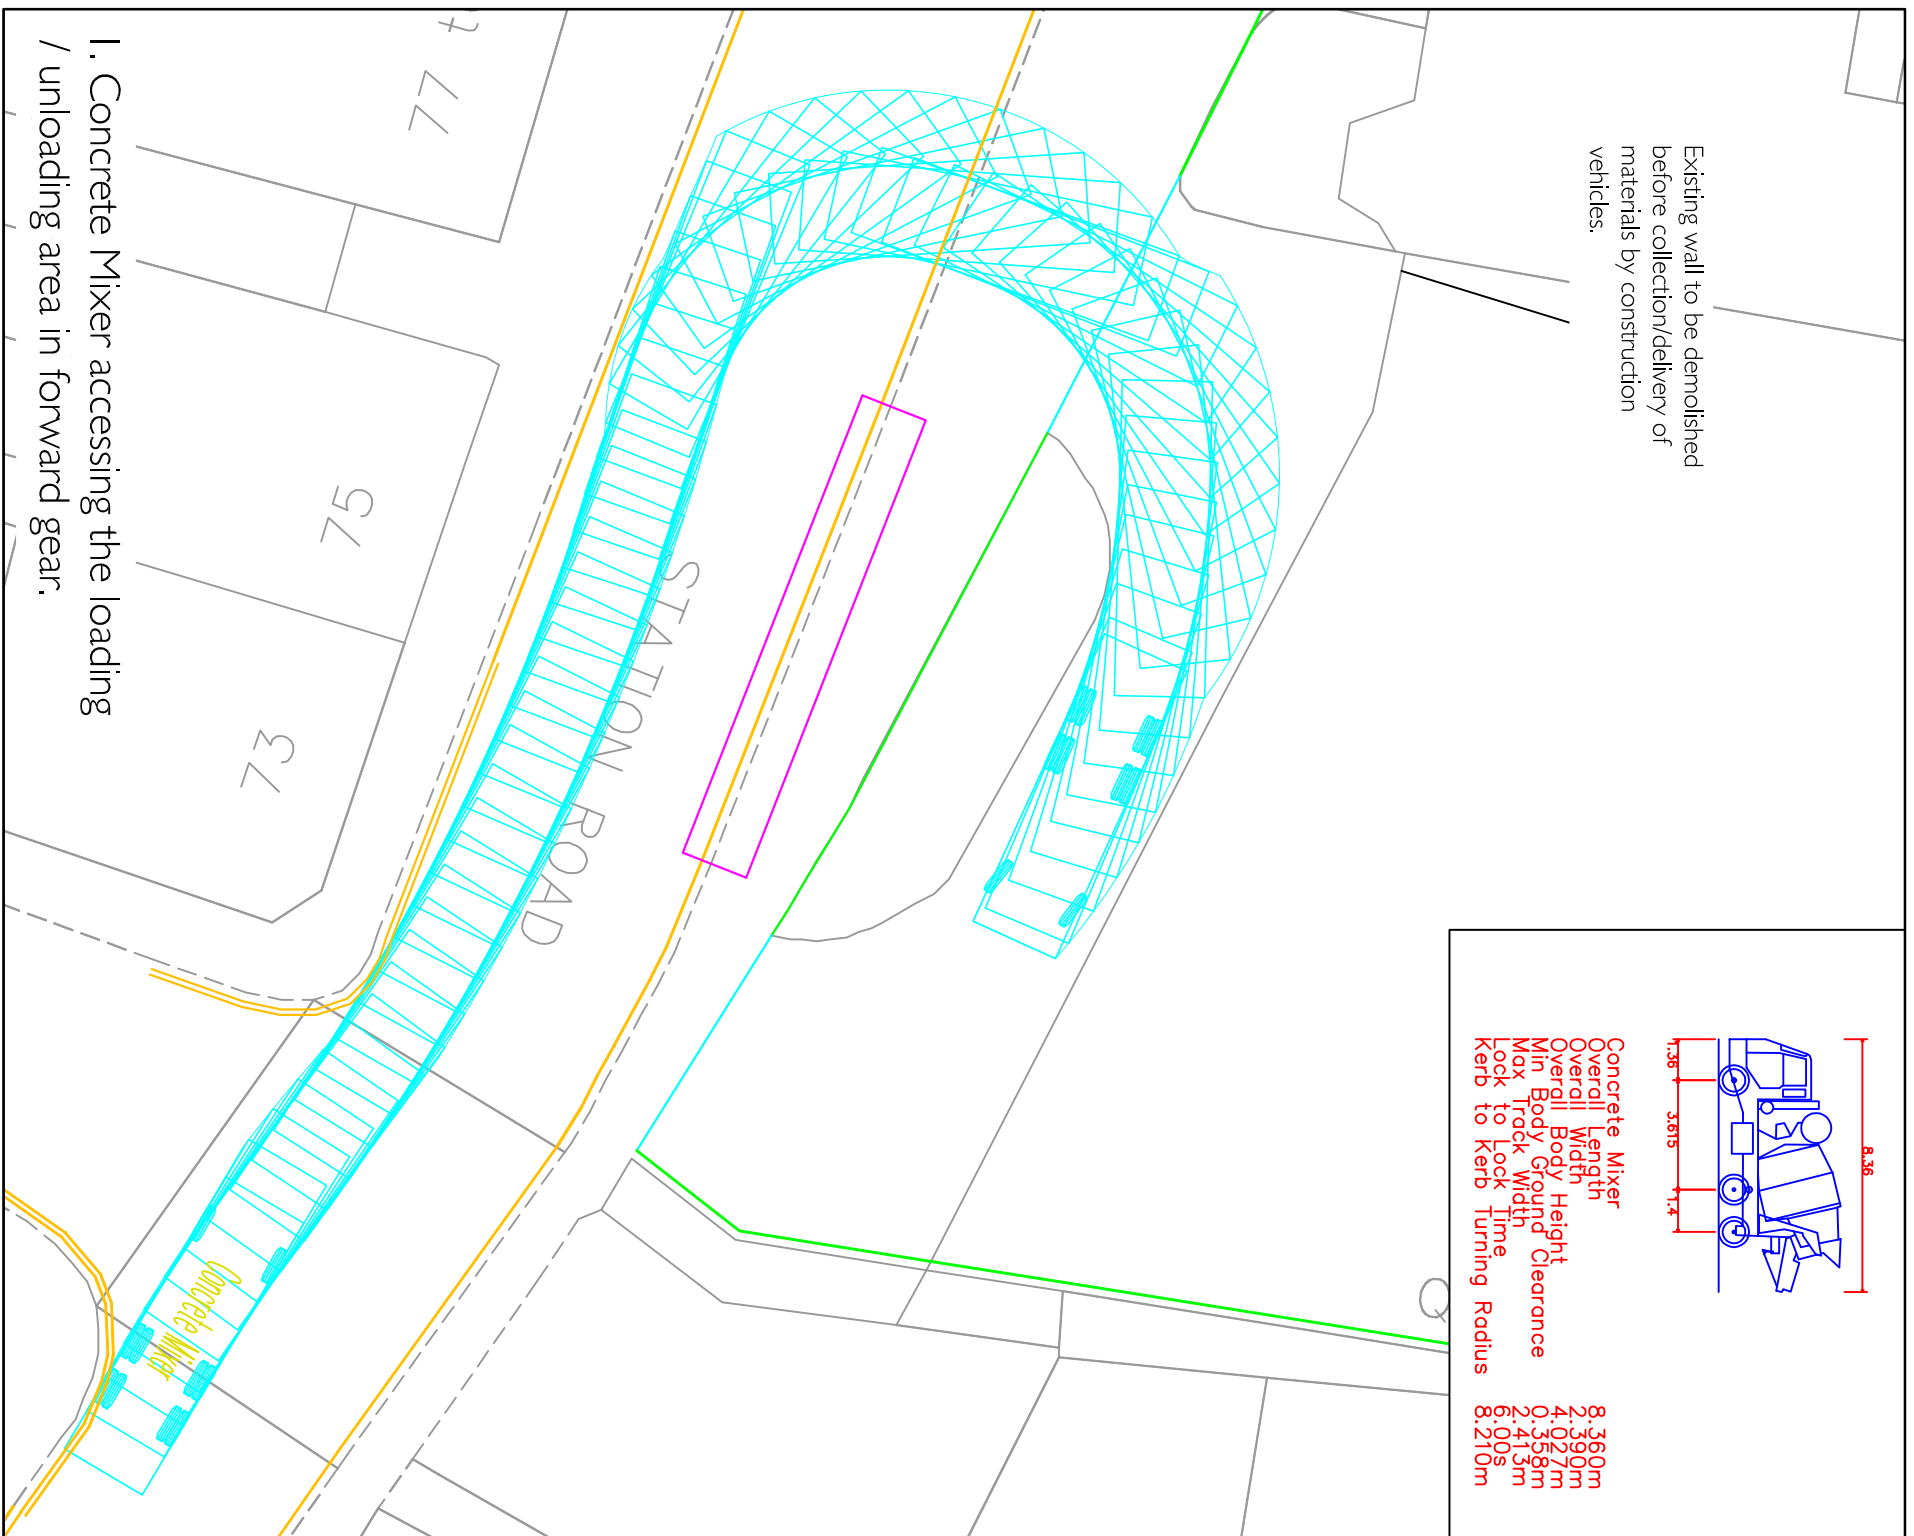 1. Concrete Mixer accessing the loading
/ unloading area in forward gear.
Existing wall to be demolished
before collection/delivery of
materials by construction
vehicles.
77
75
73
STATION ROAD
Concrete Mixer
8.36
1.36
3.615
1.4
Concrete Mixer
Overall Length 8.360m
Overall Width 2.390m
Overall Body Height 4.027m
Min Body Ground Clearance 0.358m
Max Track Width 2.413m
Lock to Lock Time 6.00s
Kerb to Kerb Turning Radius 8.210m